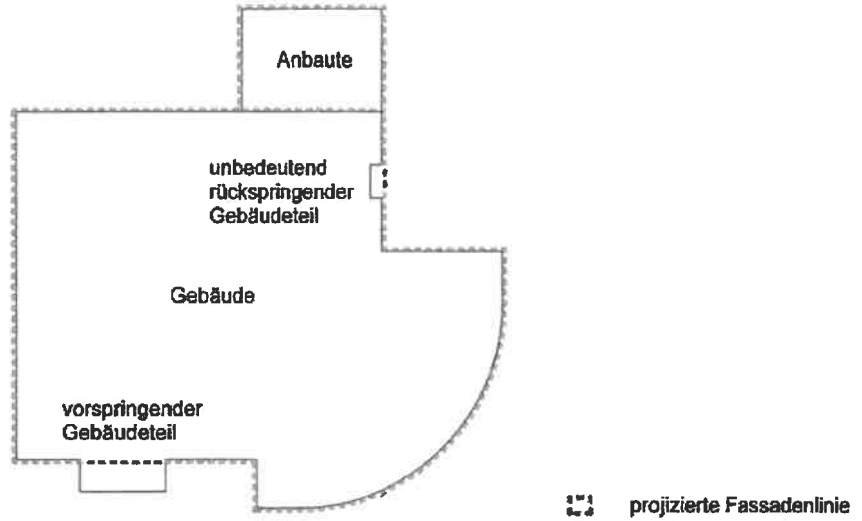 Anbaute
unbedeutend
rückspringender
Gebäudeteil
Gebäude
vorspringender
Gebäudeteil
projizierte Fassadenlinie